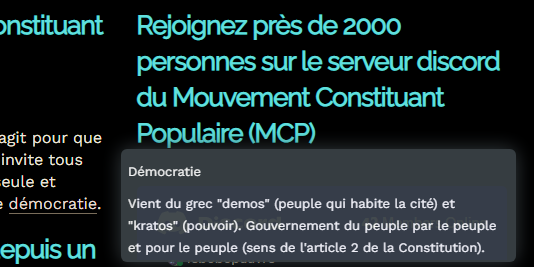 onstituant
agit pour que
invite tous
seule et
e démocratie.
epuis un
Rejoignez près de 2000
personnes sur le serveur discord
du Mouvement Constituant
Populaire (MCP)
Démocratie
Vient du grec "demos" (peuple qui habite la cité) et
"kratos" (pouvoir). Gouvernement du peuple par le peuple
et pour le peuple (sens de l'article 2 de la Constitution).